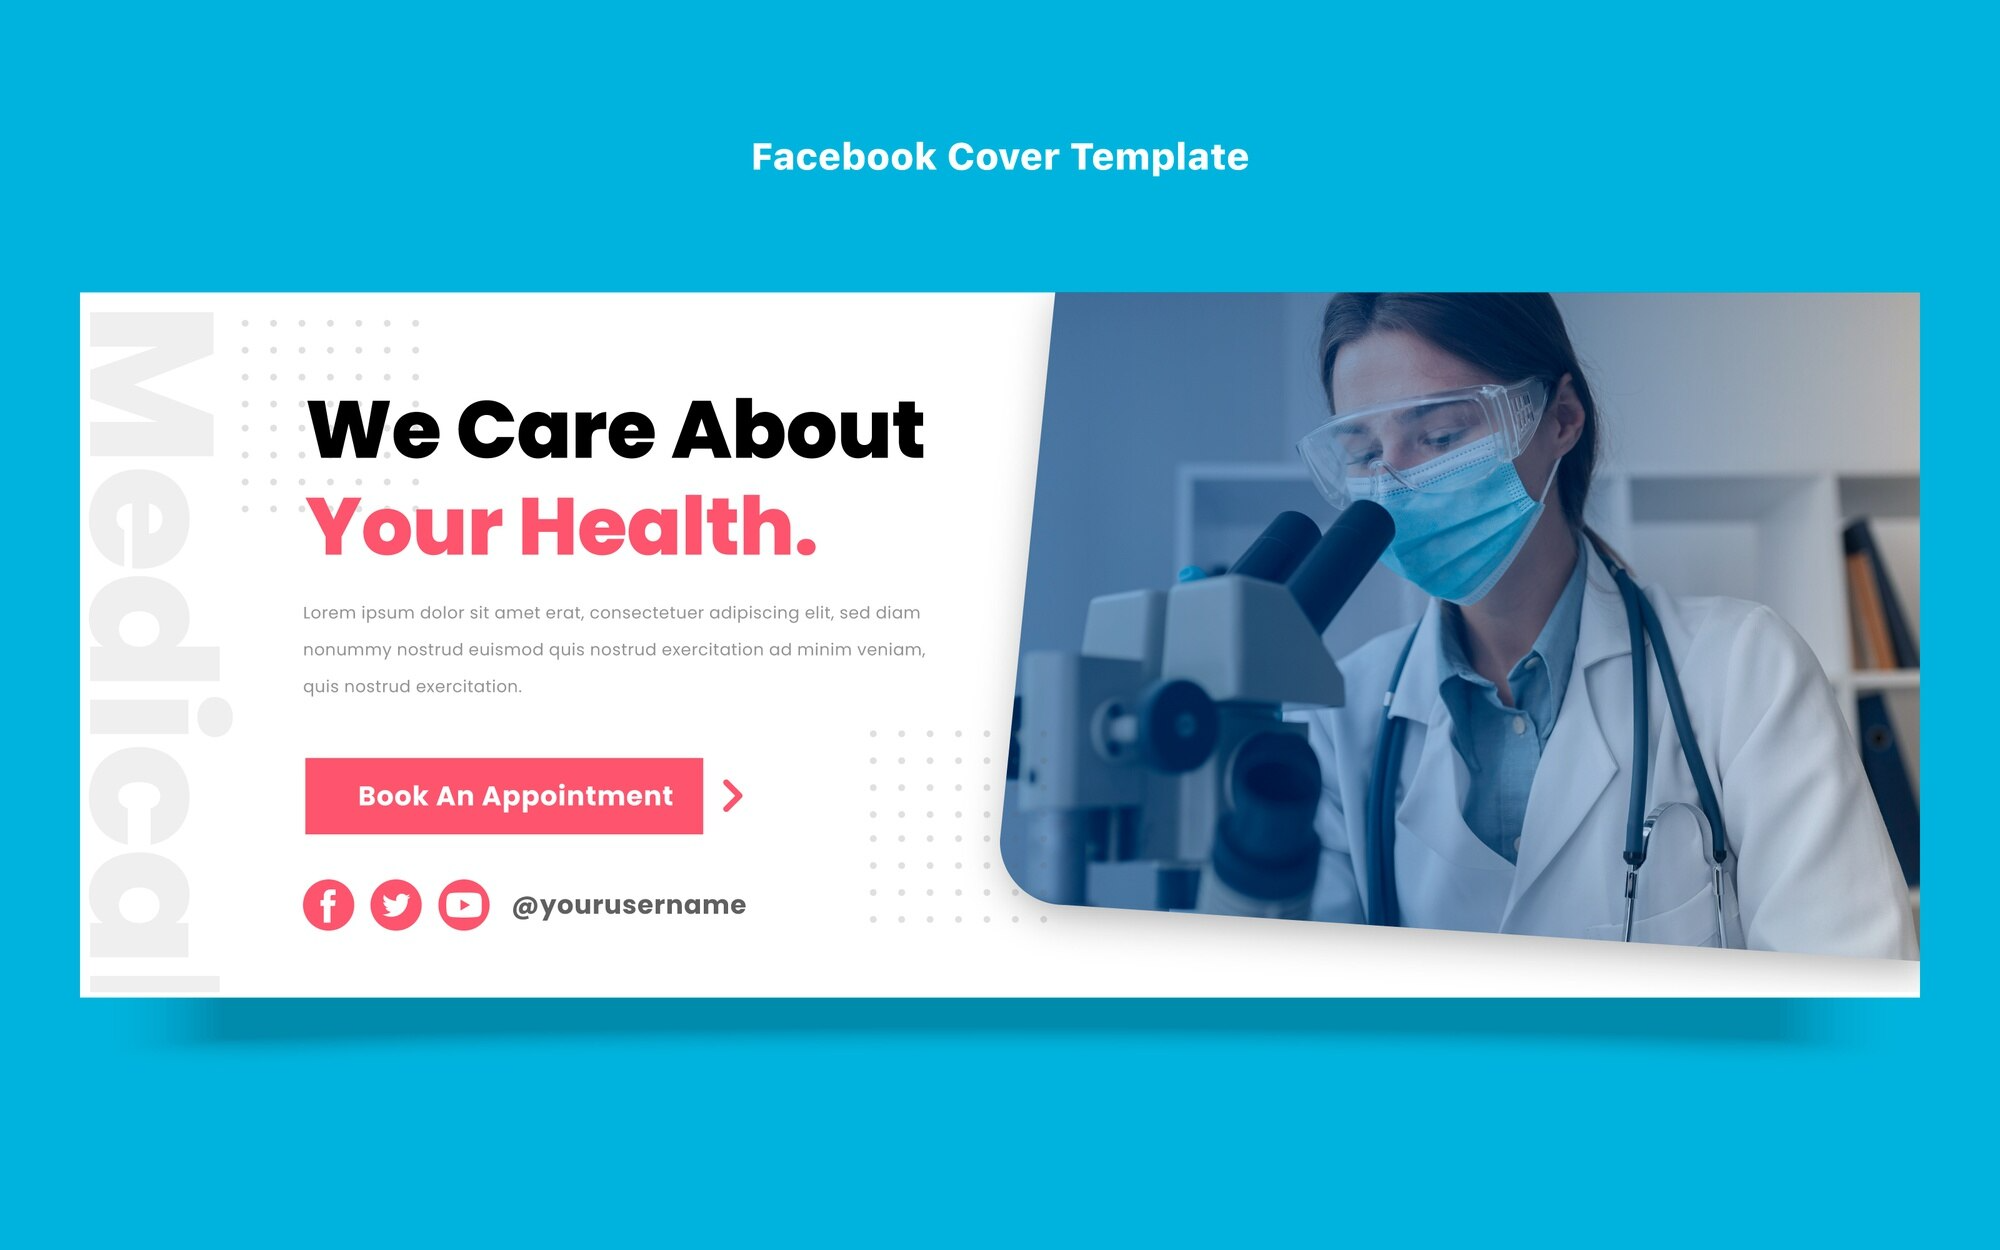 Facebook Cover Template
Medical
We Care About
Your Health.
Lorem ipsum dolor sit amet erat, consectetuer adipiscing elit, sed diam
nonummy nostrud euismod quis nostrud exercitation ad minim veniam,
quis nostrud exercitation.
Book An Appointment
@yourusername